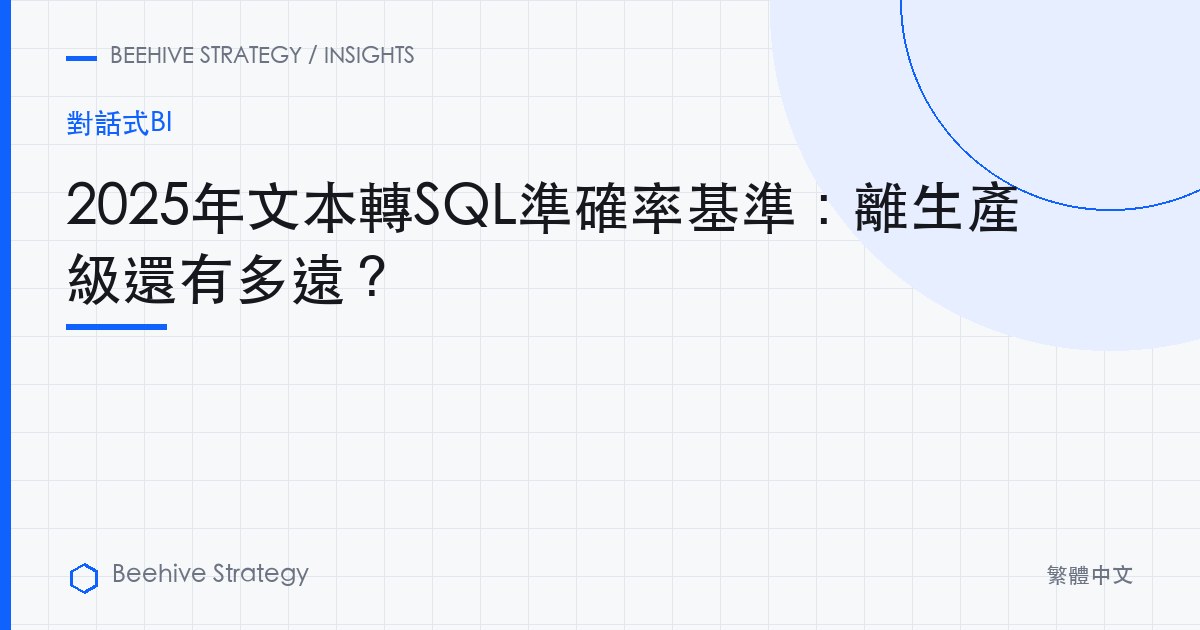 BEEHIVE STRATEGY / INSIGHTS
對話式BI
2025年文本轉SQL準確率基準：離生產
級還有多遠？
Beehive Strategy
繁體中文